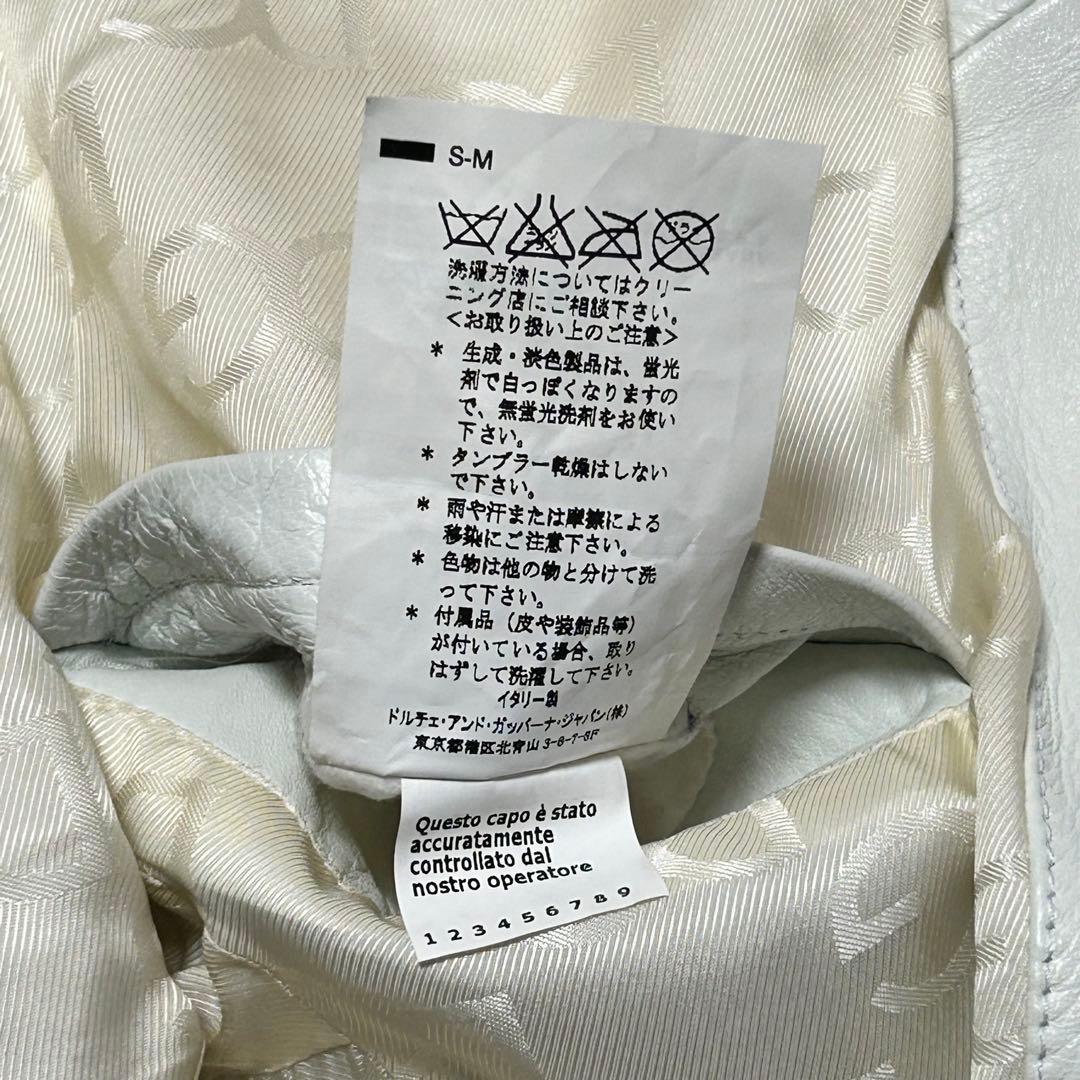 S-M
洗濯方法についてはクリー
ニング店にご相談下さい。
<お取り扱い上のご注意>
* 生成・淡色製品は、蛍光
剤で白っぽくなりますの
で、無蛍光洗剤をお使い
下さい。
* タンブラー乾燥はしない
で下さい。
* 雨や汗または摩擦による
移染にご注意下さい。
* 色物は他の物と分けて洗
って下さい。
* 付属品(皮や装飾品等)
が付いている場合、取り
はずして洗濯して下さい。
イタリー製
ドルチェ・アンド・ガッバーナ・ジャパン(株)
東京都港区北青山
Questo capo è stato
accuratamente
controllato dal
nostro operatore
1 2 3 4 5 6 7 8 9